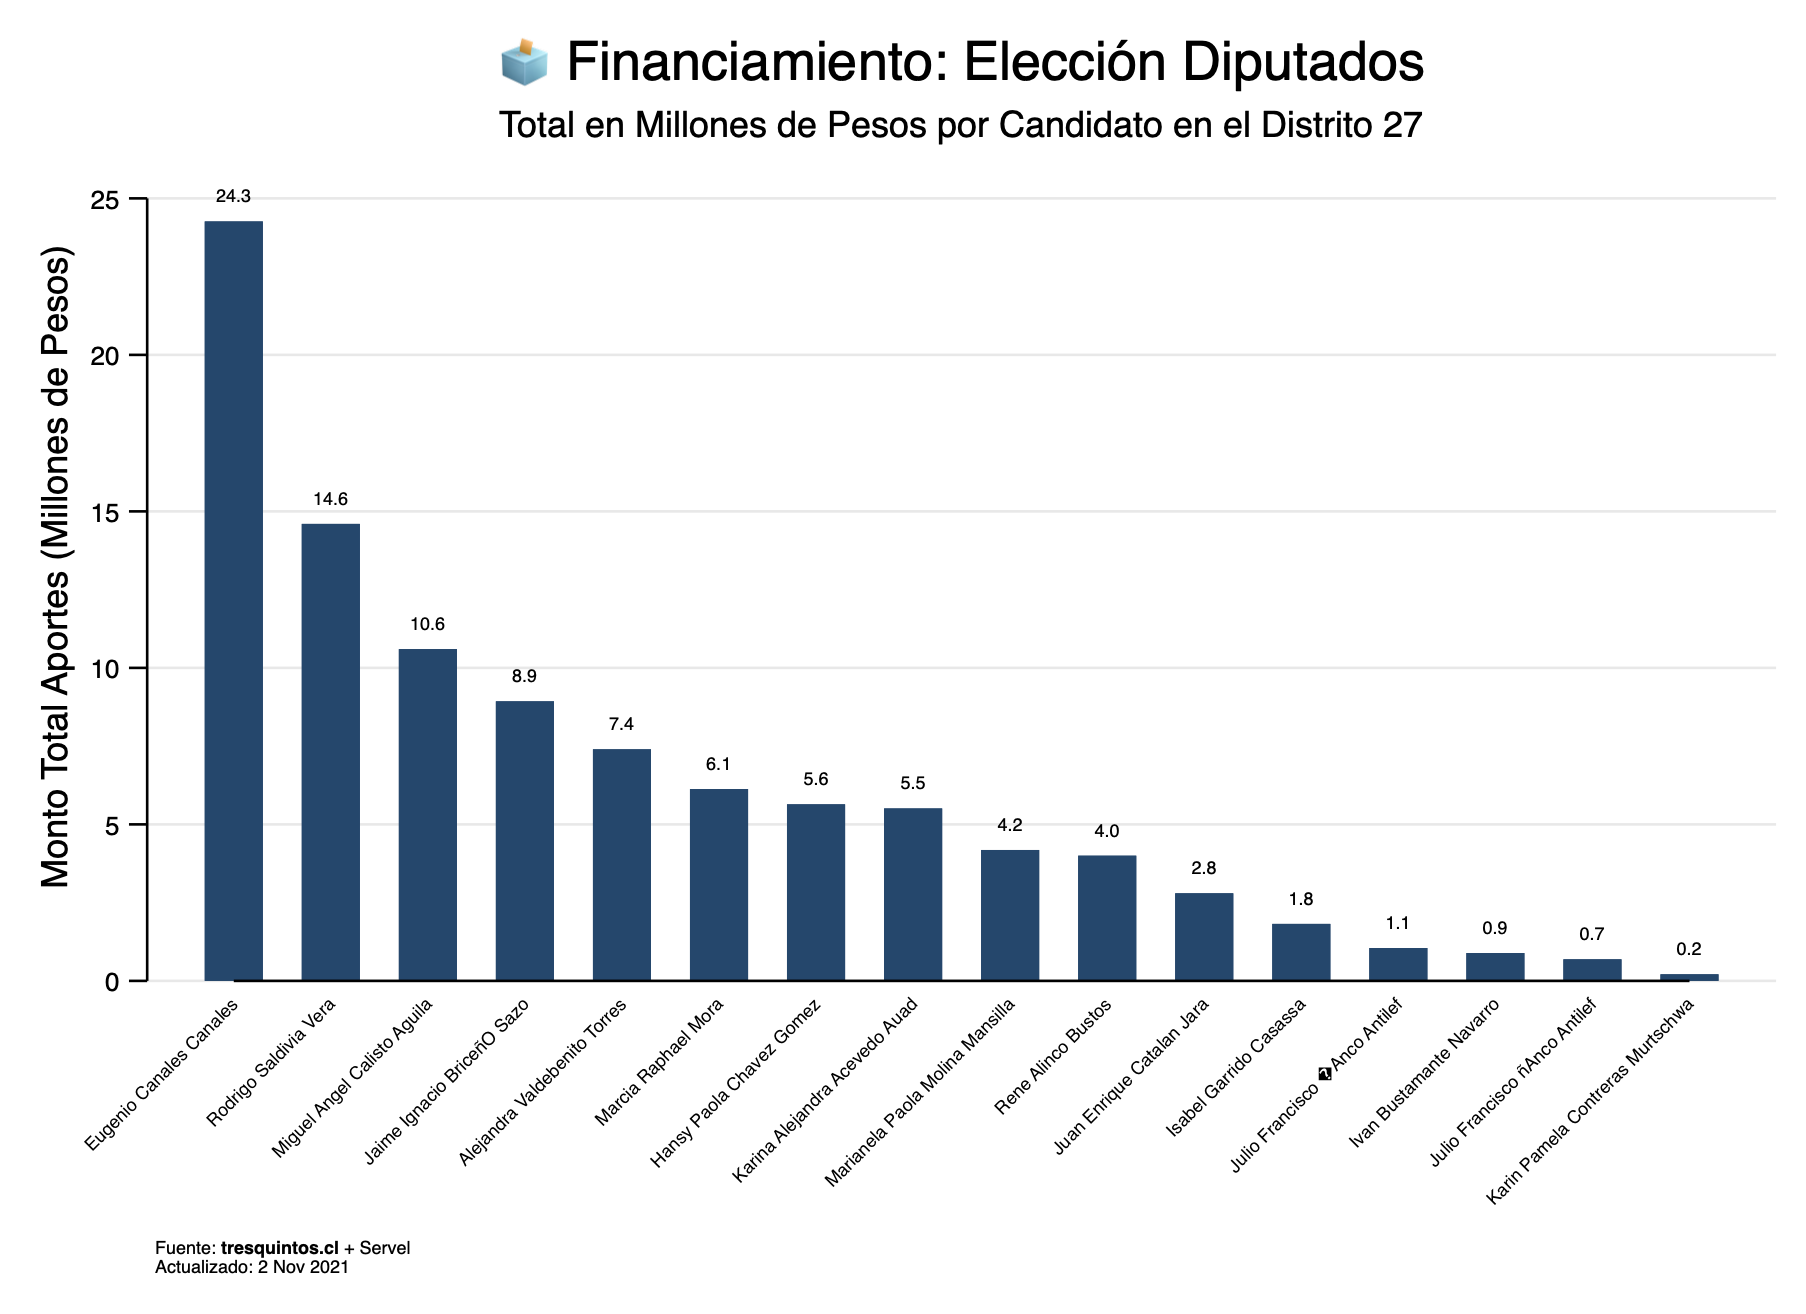 Financiamiento: Elección Diputados
Total en Millones de Pesos por Candidato en el Distrito 27
Monto Total Aportes (Millones de Pesos)
25
20
15
10
5
0
24.3
14.6
10.6
8.9
7.4
6.1
5.6
5.5
4.2
4.0
2.8
1.8
1.1
0.9
0.7
0.2
Eugenio Canales Canales
Rodrigo Saldivia Vera
Miguel Angel Calisto Aguila
Jaime Ignacio BriceñO Sazo
Alejandra Valdebenito Torres
Marcia Raphael Mora
Hansy Paola Chavez Gomez
Karina Alejandra Acevedo Auad
Marianela Paola Molina Mansilla
Rene Alinco Bustos
Juan Enrique Catalan Jara
Isabel Garrido Casassa
Julio Francisco �Anco Antilef
Ivan Bustamante Navarro
Julio Francisco ñAnco Antilef
Karin Pamela Contreras Murtschwa
Fuente: tresquintos.cl + Servel
Actualizado: 2 Nov 2021